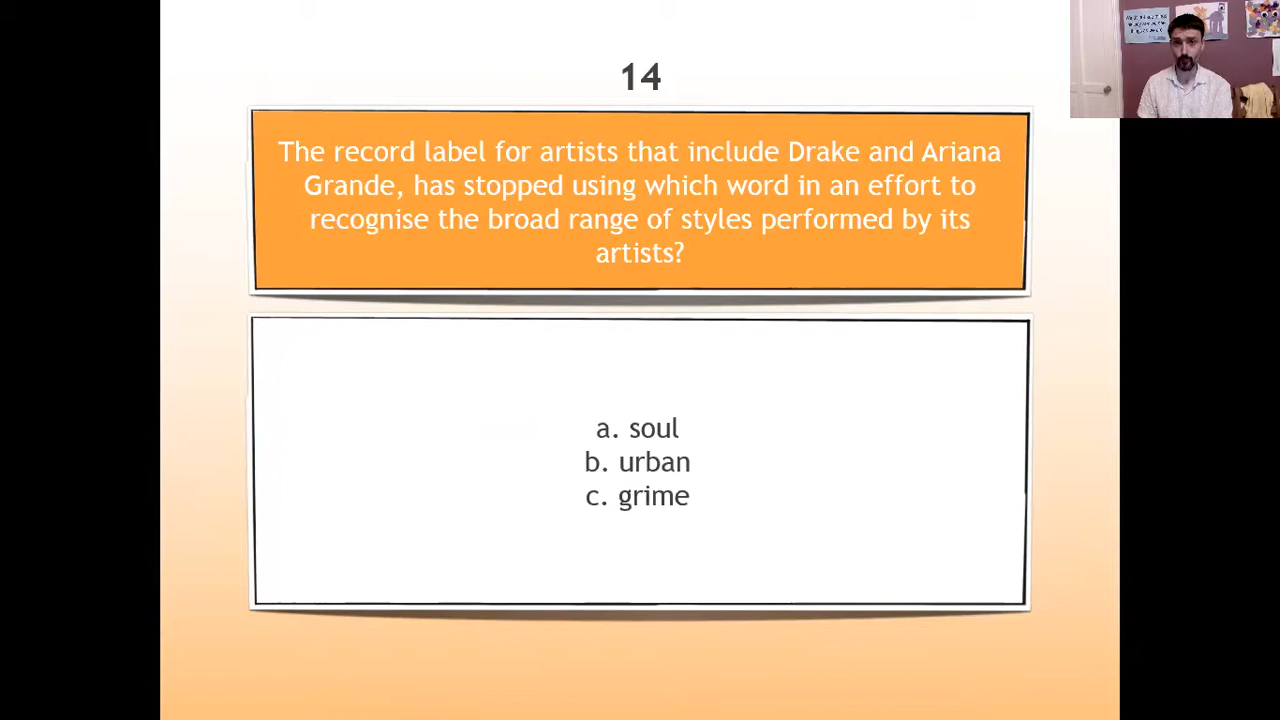 14
The record label for artists that include Drake and Ariana
Grande, has stopped using which word in an effort to
recognise the broad range of styles performed by its
artists?
a. soul
b. urban
c. grime